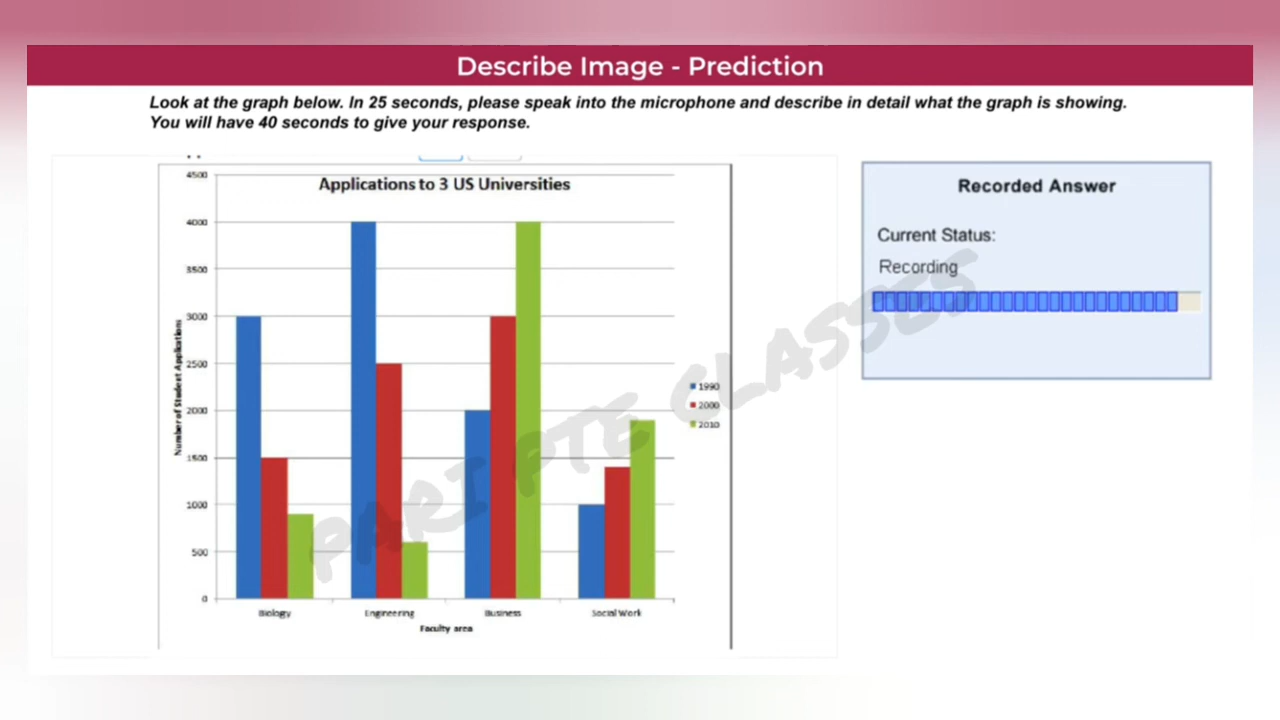 Describe Image - Prediction
Look at the graph below. In 25 seconds, please speak into the microphone and describe in detail what the graph is showing.
You will have 40 seconds to give your response.
Applications to 3 US Universities
4500
4000
3500
3000
2500
2000
1500
1000
500
0
Number of Student Applications
Biology
Engineering
Business
Social Work
Faculty area
1990
2000
2010
Recorded Answer
Current Status:
Recording
PARI PTE CLASSES